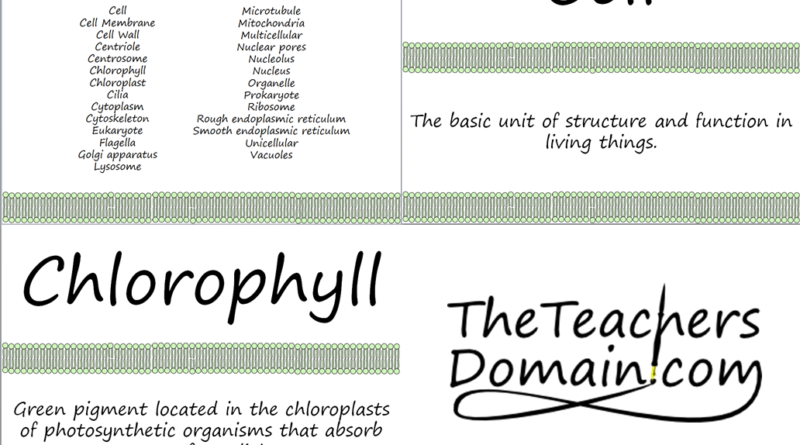 Cell
Cell Membrane
Cell Wall
Centriole
Centrosome
Chlorophyll
Chloroplast
Cilia
Cytoplasm
Cytoskeleton
Eukaryote
Flagella
Golgi apparatus
Lysosome
Microtubule
Mitochondria
Multicellular
Nuclear pores
Nucleolus
Nucleus
Organelle
Prokaryote
Ribosome
Rough endoplasmic reticulum
Smooth endoplasmic reticulum
Unicellular
Vacuoles
Cell
The basic unit of structure and function in
living things.
Chlorophyll
Green pigment located in the chloroplasts
of photosynthetic organisms that absorb
TheTeachers
Domain.com